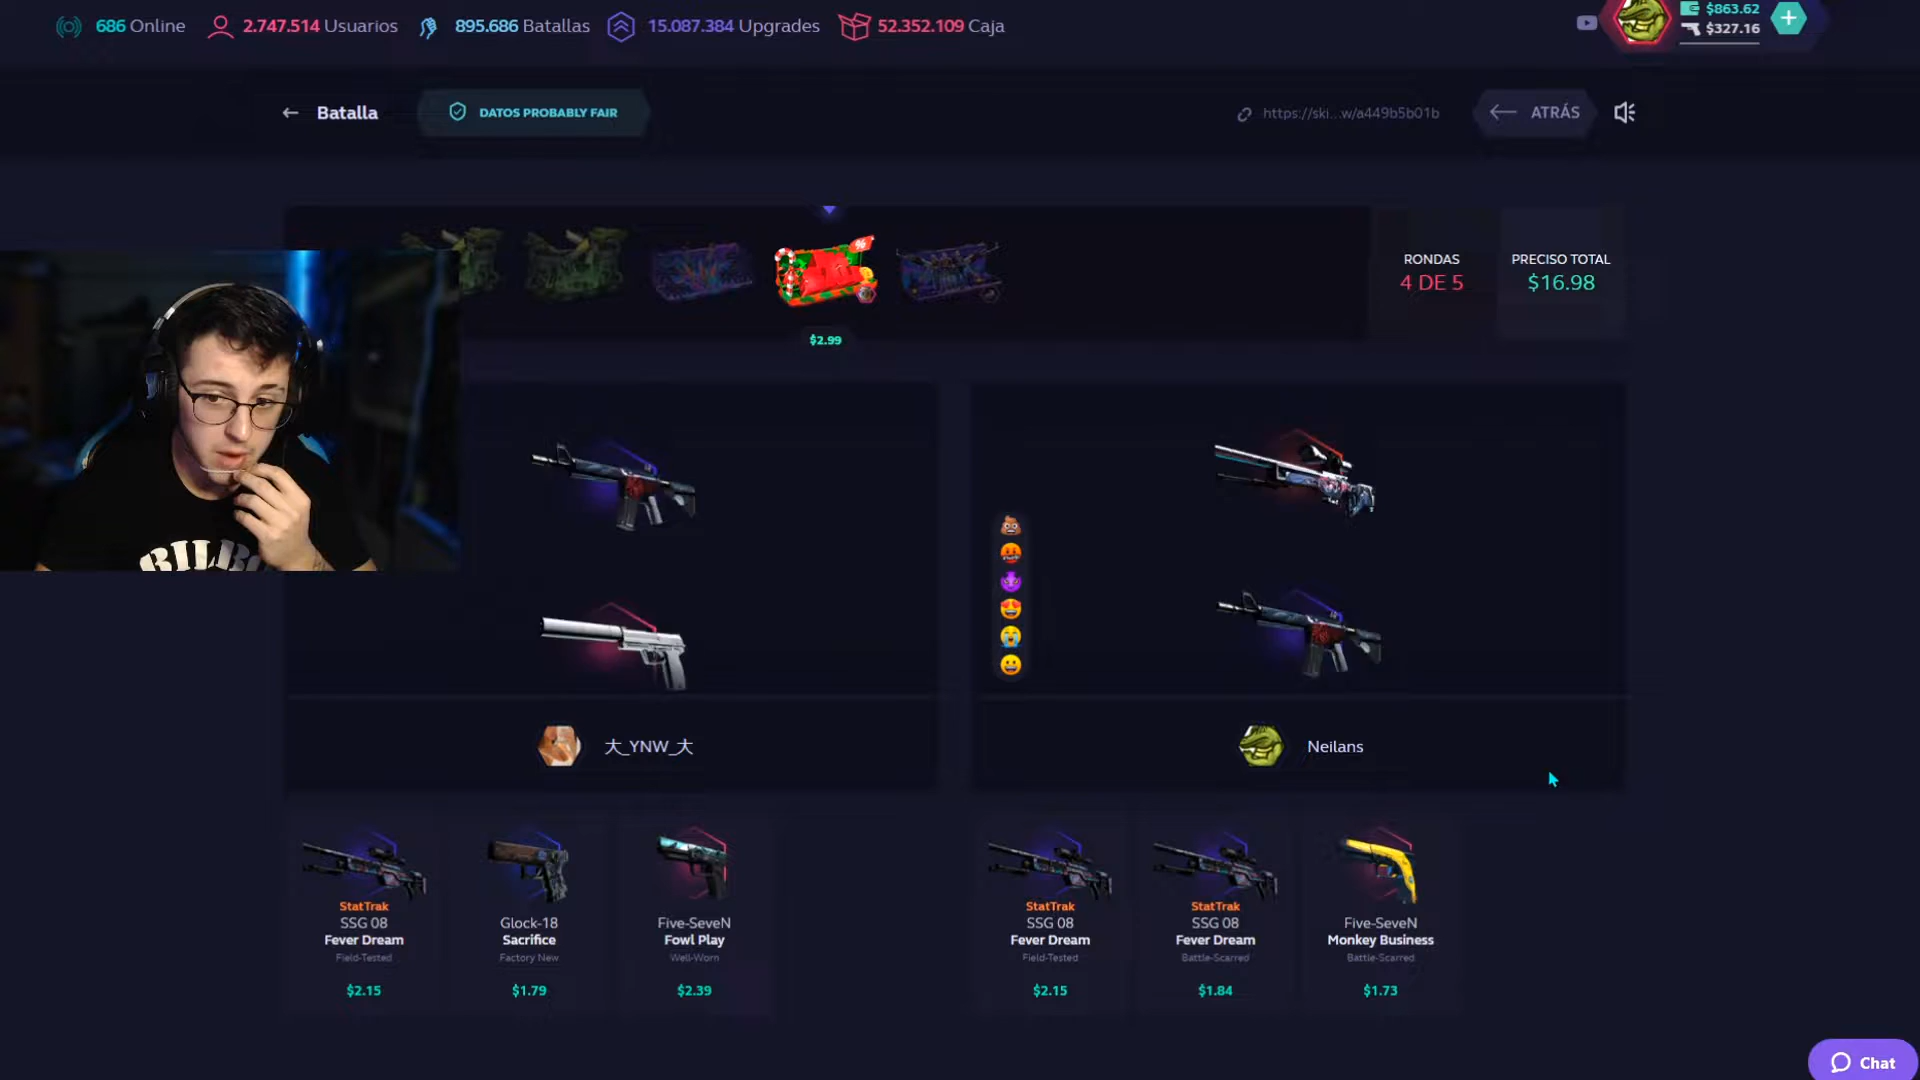 686 Online
2.747.514 Usuarios
895.686 Batallas
15.087.384 Upgrades
52.352.109 Caja
$863.62
$327.16
Batalla
DATOS PROBABLY FAIR
https://ski...w/a449b5b01b
ATRÁS
%
$2.99
RONDAS
4 DE 5
PRECISO TOTAL
$16.98
大_YNW_大
Neilans
StatTrak
SSG 08
Fever Dream
Field-Tested
$2.15
Glock-18
Sacrifice
Factory New
$1.79
Five-SeveN
Fowl Play
Well-Worn
$2.39
StatTrak
SSG 08
Fever Dream
Field-Tested
$2.15
StatTrak
SSG 08
Fever Dream
Battle-Scarred
$1.84
Five-SeveN
Monkey Business
Battle-Scarred
$1.73
Chat